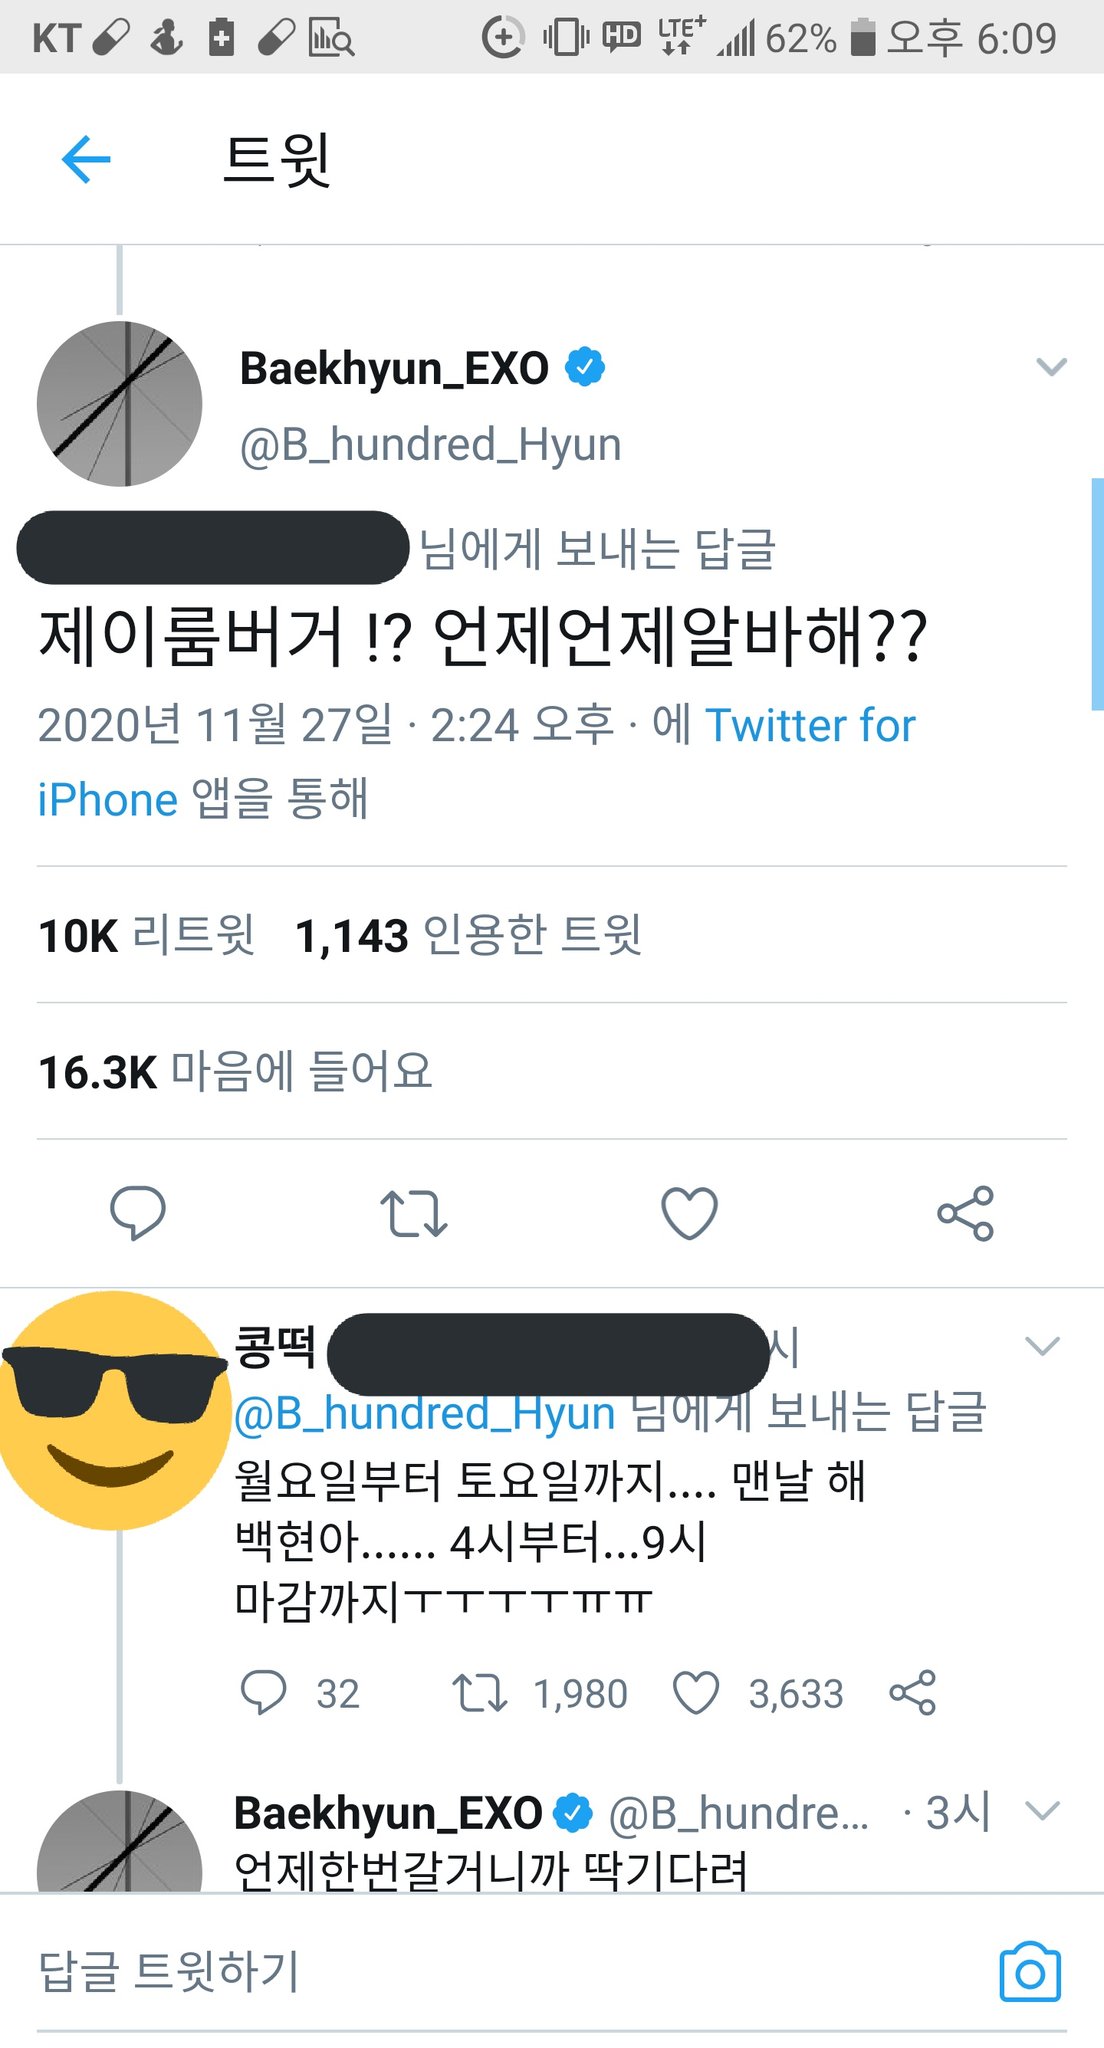 KT HD LTE+ 62% 오후 6:09
트윗
Baekhyun_EXO
@B_hundred_Hyun
님에게 보내는 답글
제이룸버거 !? 언제언제알바해??
2020년 11월 27일 · 2:24 오후 · 에 Twitter for
iPhone 앱을 통해
10K 리트윗 1,143 인용한 트윗
16.3K 마음에 들어요
콩떡 시
@B_hundred_Hyun 님에게 보내는 답글
월요일부터 토요일까지.... 맨날 해
백현아...... 4시부터...9시
마감까지ㅜㅜㅜㅜㅠㅠ
32 1,980 3,633
Baekhyun_EXO @B_hundre... · 3시
언제한번갈거니까 딱기다려
답글 트윗하기